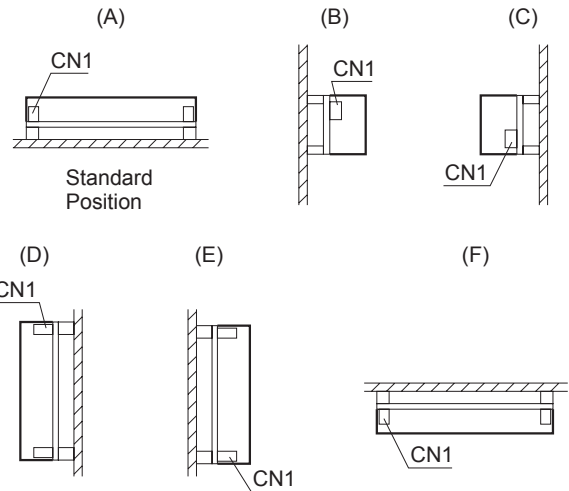 (A)
(B)
(C)
CN1
CN1
Standard
Position
CN1
(D)
(E)
(F)
CN1
CN1
CN1